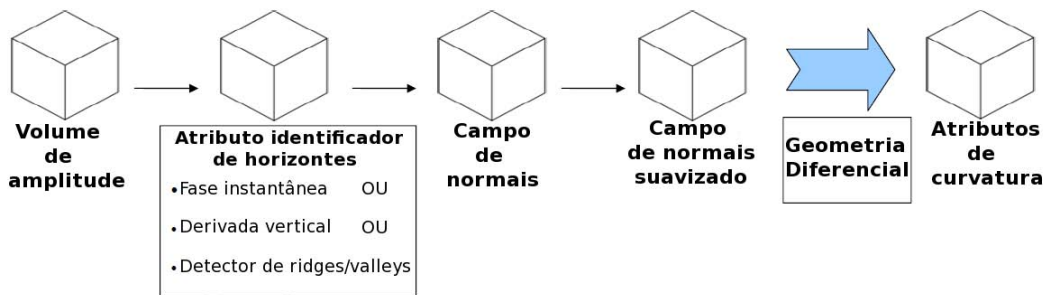 Volume
de
amplitude
Atributo identificador
de horizontes
•Fase instantânea OU
•Derivada vertical OU
•Detector de ridges/valleys
Campo
de
normais
Campo
de normais
suavizado
Geometria
Diferencial
Atributos
de
curvatura